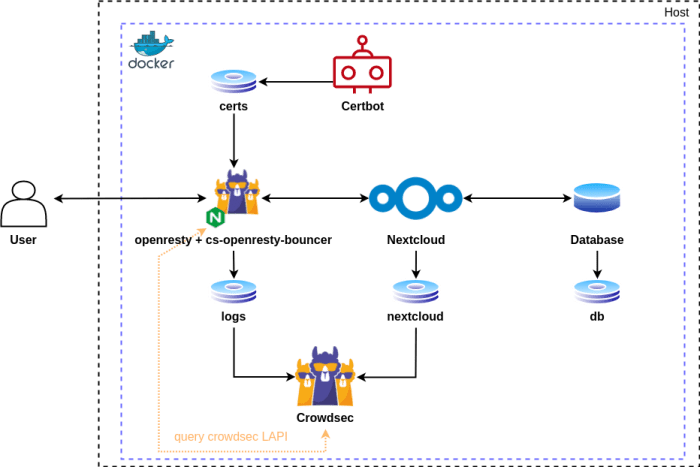 Host
docker
certs
Certbot
User
openresty + cs-openresty-bouncer
Nextcloud
Database
logs
nextcloud
db
Crowdsec
query crowdsec LAPI